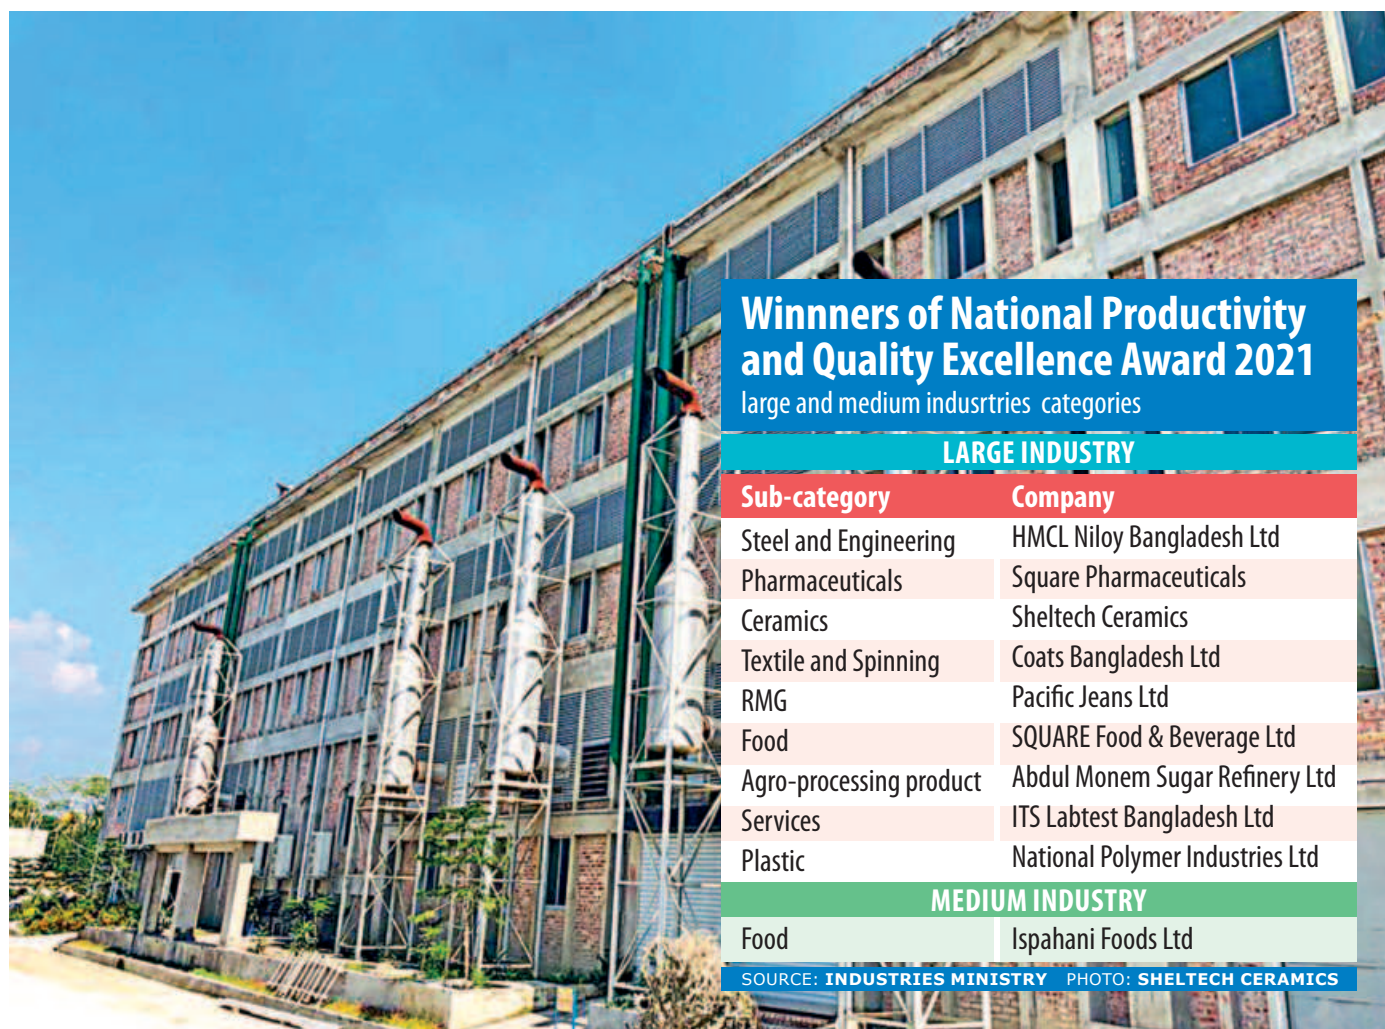 Winnners of National Productivity
and Quality Excellence Award 2021
large and medium indusrtries categories
LARGE INDUSTRY
Sub-category Company
Steel and Engineering HMCL Niloy Bangladesh Ltd
Pharmaceuticals Square Pharmaceuticals
Ceramics Sheltech Ceramics
Textile and Spinning Coats Bangladesh Ltd
RMG Pacific Jeans Ltd
Food SQUARE Food & Beverage Ltd
Agro-processing product Abdul Monem Sugar Refinery Ltd
Services ITS Labtest Bangladesh Ltd
Plastic National Polymer Industries Ltd
MEDIUM INDUSTRY
Food Ispahani Foods Ltd
SOURCE: INDUSTRIES MINISTRY PHOTO: SHELTECH CERAMICS